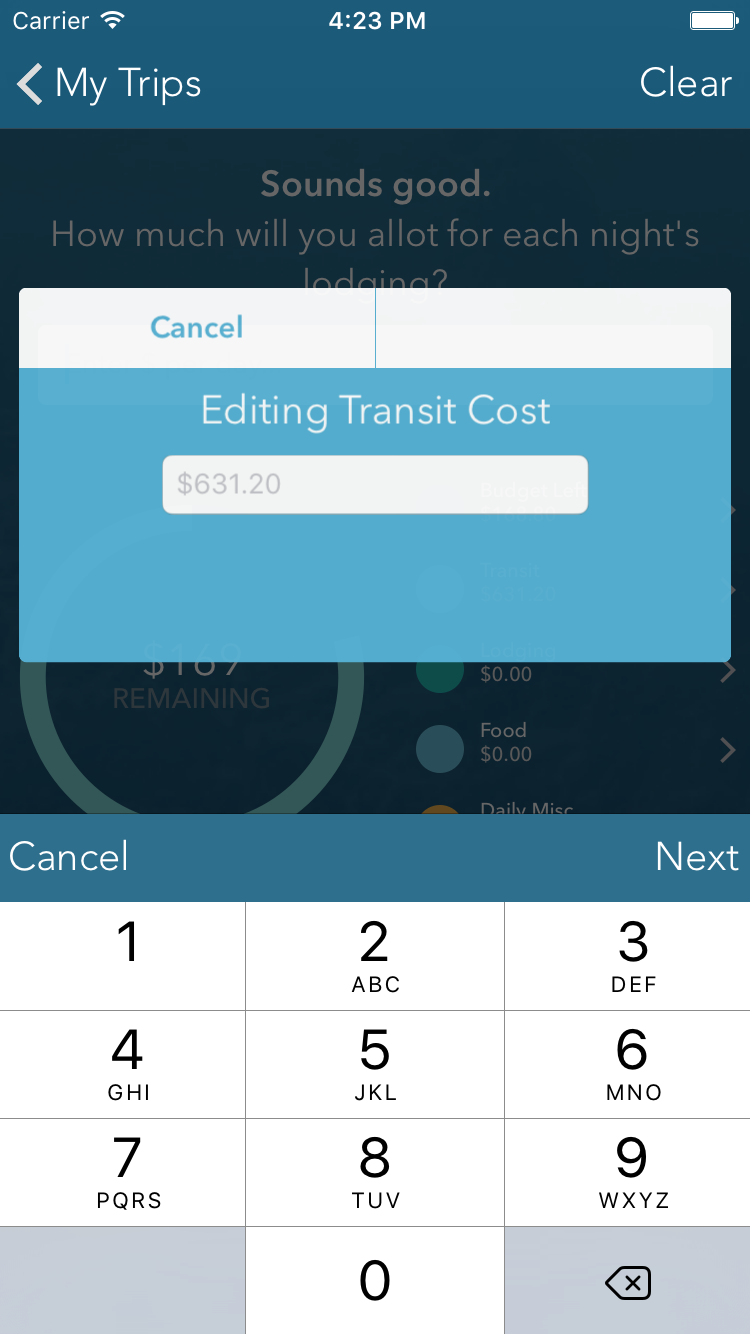 Carrier 4:23 PM
My Trips Clear
Sounds good.
How much will you allot for each night's
lodging?
Cancel
Editing Transit Cost
$631.20
Budget Left
Transit
$631.20
$169
REMAINING
Lodging
$0.00
Food
$0.00
Daily Misc
Cancel Next
1 2 3
ABC DEF
4 5 6
GHI JKL MNO
7 8 9
PQRS TUV WXYZ
0